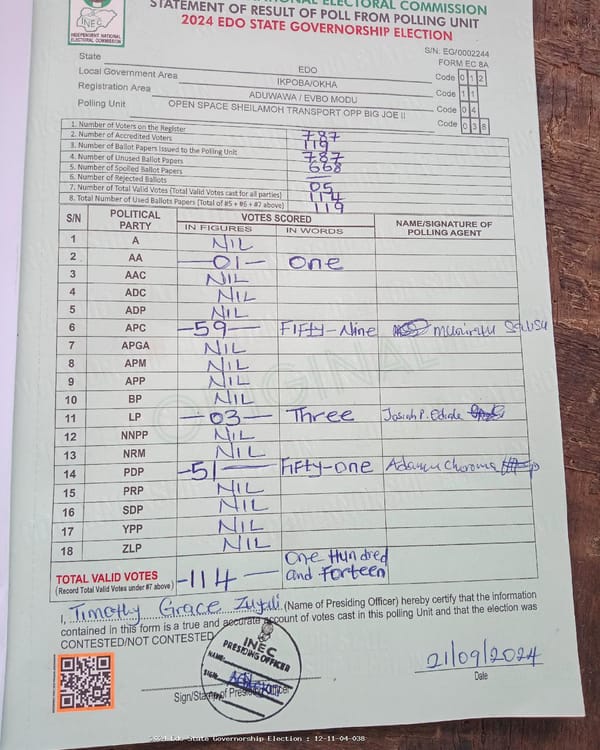 INEC
INDEPENDENT NATIONAL
ELECTORAL COMMISSION
NATIONAL ELECTORAL COMMISSION
STATEMENT OF RESULT OF POLL FROM POLLING UNIT
2024 EDO STATE GOVERNORSHIP ELECTION
S/N: EG/0002244
FORM EC 8A
State EDO Code 0 1 2
Local Government Area IKPOBA/OKHA Code 1 1
Registration Area ADUWAWA / EVBO MODU Code 0 4
Polling Unit OPEN SPACE SHEILAMOH TRANSPORT OPP BIG JOE II Code 0 3 8
1. Number of Voters on the Register 787
2. Number of Accredited Voters 119
3. Number of Ballot Papers Issued to the Polling Unit 787
4. Number of Unused Ballot Papers 668
5. Number of Spoiled Ballot Papers —
6. Number of Rejected Ballots 05
7. Number of Total Valid Votes (Total Valid Votes cast for all parties) 114
8. Total Number of Used Ballots Papers (Total of #5 + #6 + #7 above) 119
S/N POLITICAL PARTY VOTES SCORED NAME/SIGNATURE OF POLLING AGENT
IN FIGURES IN WORDS
1 A NIL
2 AA —01— One
3 AAC NIL
4 ADC NIL
5 ADP NIL
6 APC —59— Fifty-Nine
7 APGA NIL
8 APM NIL
9 APP NIL
10 BP NIL
11 LP —03— Three Josiah P.
12 NNPP NIL
13 NRM NIL
14 PDP —51— Fifty-one
15 PRP NIL
16 SDP NIL
17 YPP NIL
18 ZLP NIL
TOTAL VALID VOTES —114— One Hundred and Forteen
(Record Total Valid Votes under #7 above)
I, Timothy Grace (Name of Presiding Officer) hereby certify that the information
contained in this form is a true and accurate account of votes cast in this polling Unit and that the election was
CONTESTED/NOT CONTESTED
INEC
PRESIDING OFFICER
NAME:
SIGN:
Sign/Stamp of Presiding Officer
21/09/2024
Date
2024 Edo State Governorship Election : 12-11-04-038
ORIGINAL